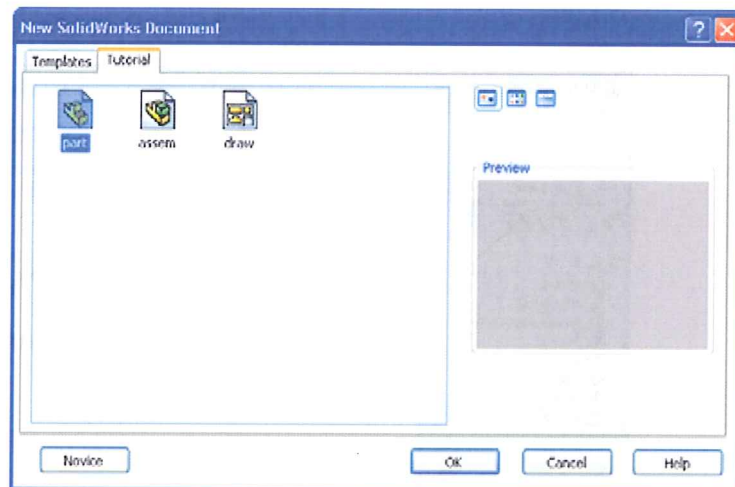 New SolidWorks Document
Templates Tutorial
part assem draw
Preview
Novice OK Cancel Help